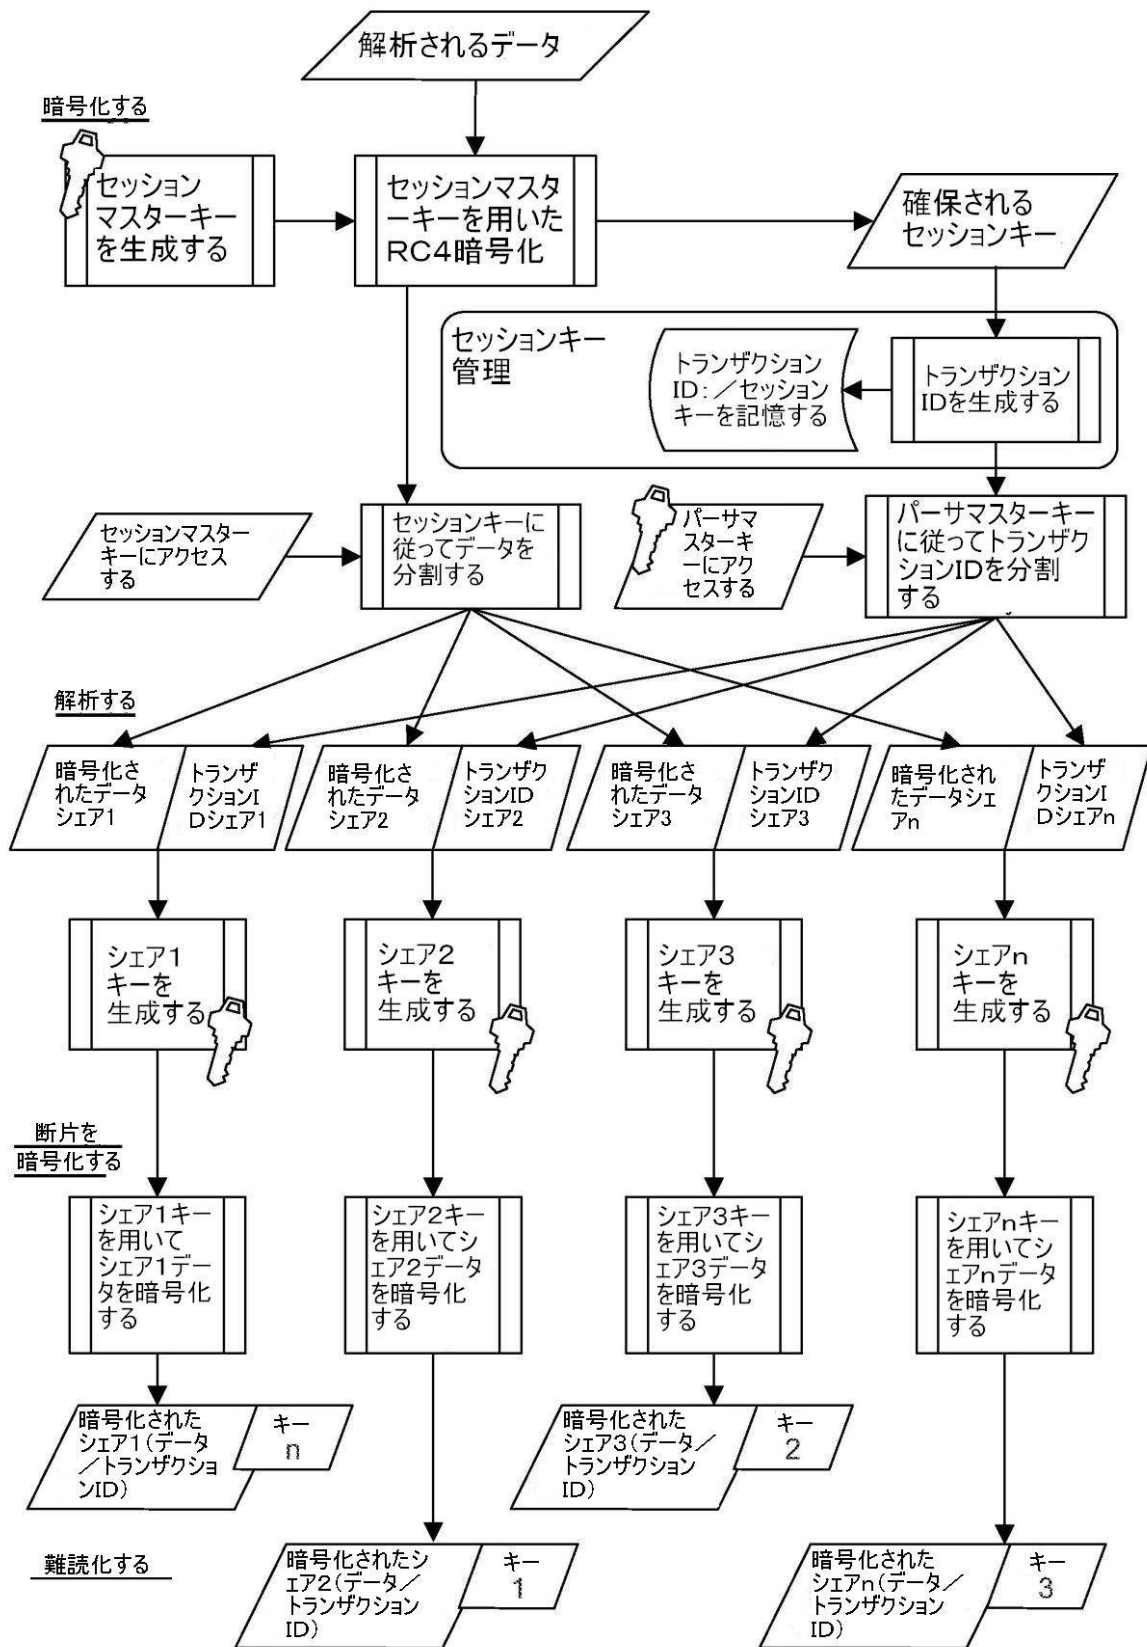 解析されるデータ
暗号化する
セッション
マスターキー
を生成する
セッションマスタ
ーキーを用いた
RC4暗号化
確保される
セッションキー
セッションキー
管理
トランザクション
ID:／セッション
キーを記憶する
トランザクション
IDを生成する
セッションマスター
キーにアクセス
する
セッションキーに
従ってデータを
分割する
パーサマ
スターキ
ーにアク
セスする
パーサマスターキー
に従ってトランザク
ションIDを分割
する
解析する
暗号化さ
れたデータ
シェア1
トランザ
クションI
Dシェア1
暗号化さ
れたデータ
シェア2
トランザク
ションID
シェア2
暗号化さ
れたデータ
シェア3
トランザク
ションID
シェア3
暗号化され
たデータシェ
アn
トランザ
クションI
Dシェアn
シェア1
キーを
生成する
シェア2
キーを
生成する
シェア3
キーを
生成する
シェアn
キーを
生成する
断片を
暗号化する
シェア1キー
を用いて
シェア1デー
タを暗号化
する
シェア2キー
を用いてシ
ェア2データ
を暗号化
する
シェア3キー
を用いてシ
ェア3データ
を暗号化
する
シェアnキー
を用いてシ
ェアnデータ
を暗号化
する
暗号化された
シェア1(データ
／トランザクショ
ンID)
キー
n
暗号化された
シェア3(データ／
トランザクション
ID)
キー
2
難読化する
暗号化されたシ
ェア2(データ／
トランザクション
ID)
キー
1
暗号化された
シェアn(データ／
トランザクション
ID)
キー
3